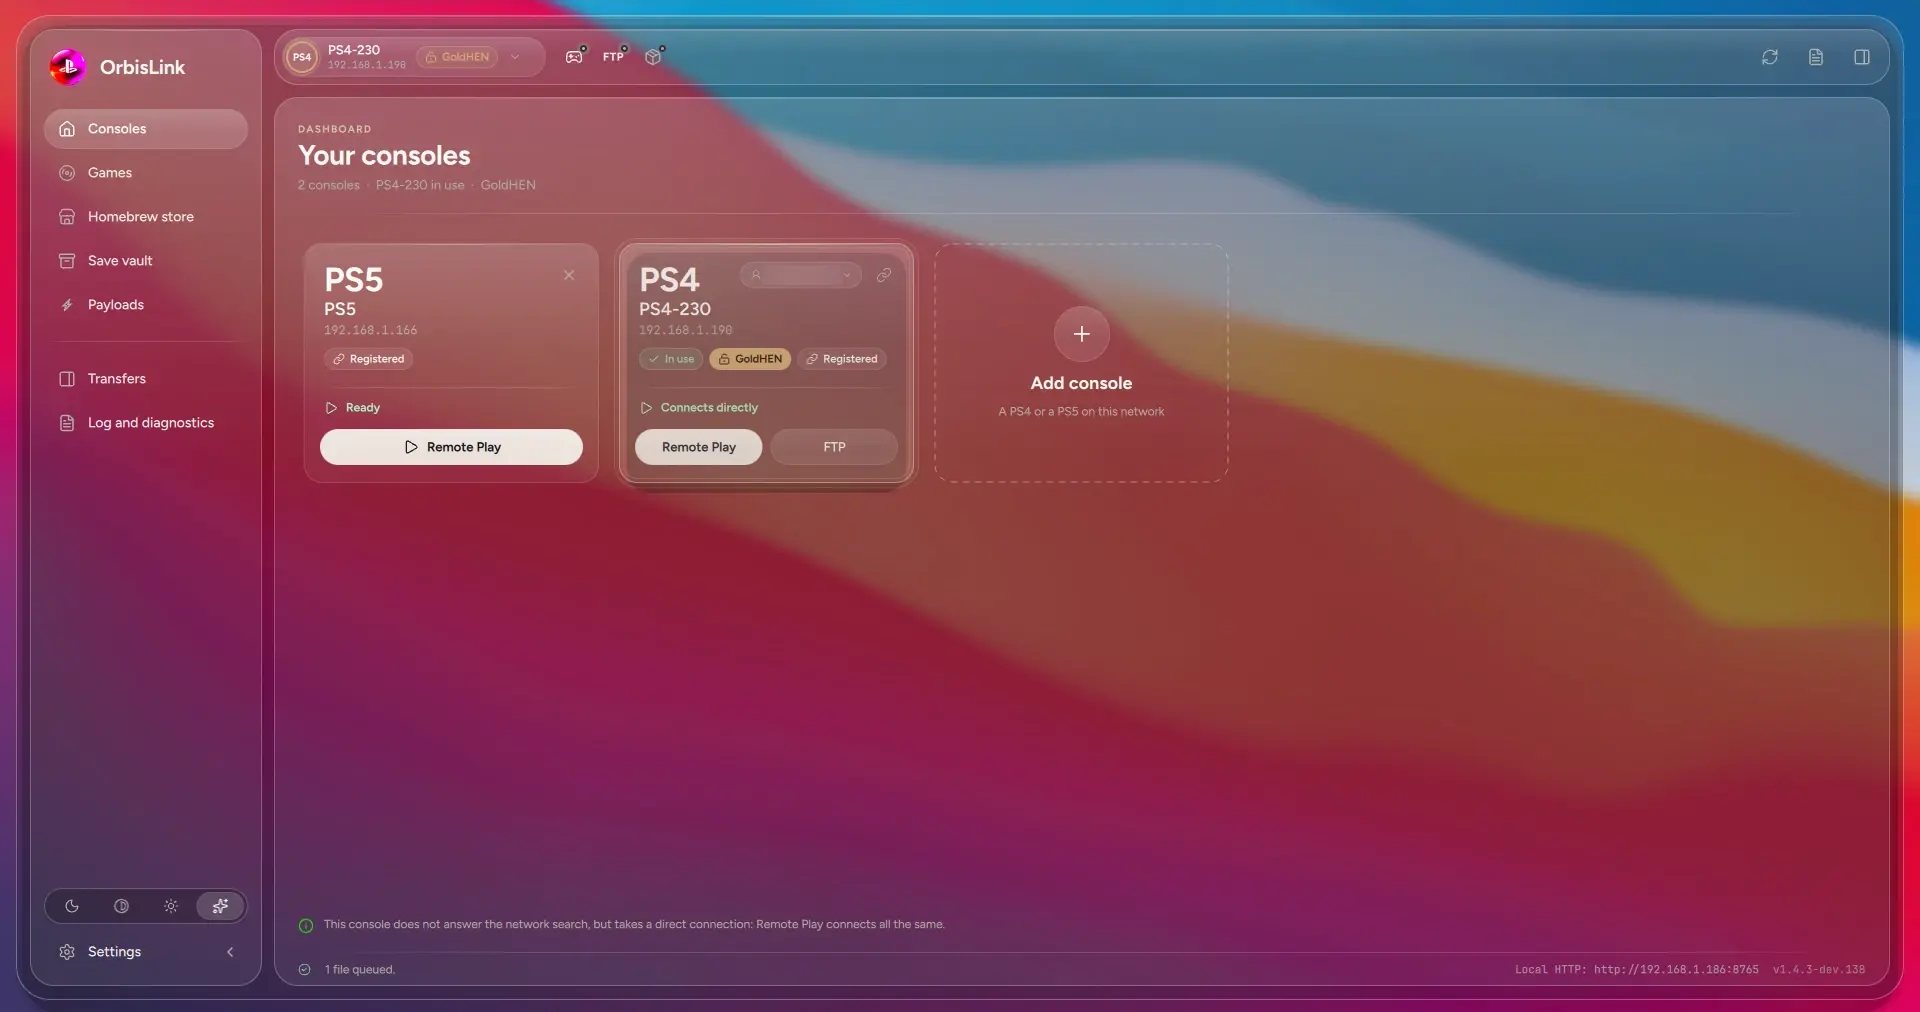 OrbisLink
Consoles
Games
Homebrew store
Save vault
Payloads
Transfers
Log and diagnostics
Settings
PS4
PS4-230
192.168.1.190
GoldHEN
FTP
DASHBOARD
Your consoles
2 consoles · PS4-230 in use · GoldHEN
PS5
PS5
192.168.1.166
Registered
Ready
Remote Play
PS4
PS4-230
192.168.1.190
In use
GoldHEN
Registered
Connects directly
Remote Play
FTP
Add console
A PS4 or a PS5 on this network
This console does not answer the network search, but takes a direct connection: Remote Play connects all the same.
1 file queued.
Local HTTP: http://192.168.1.186:8765 v1.4.3-dev.138